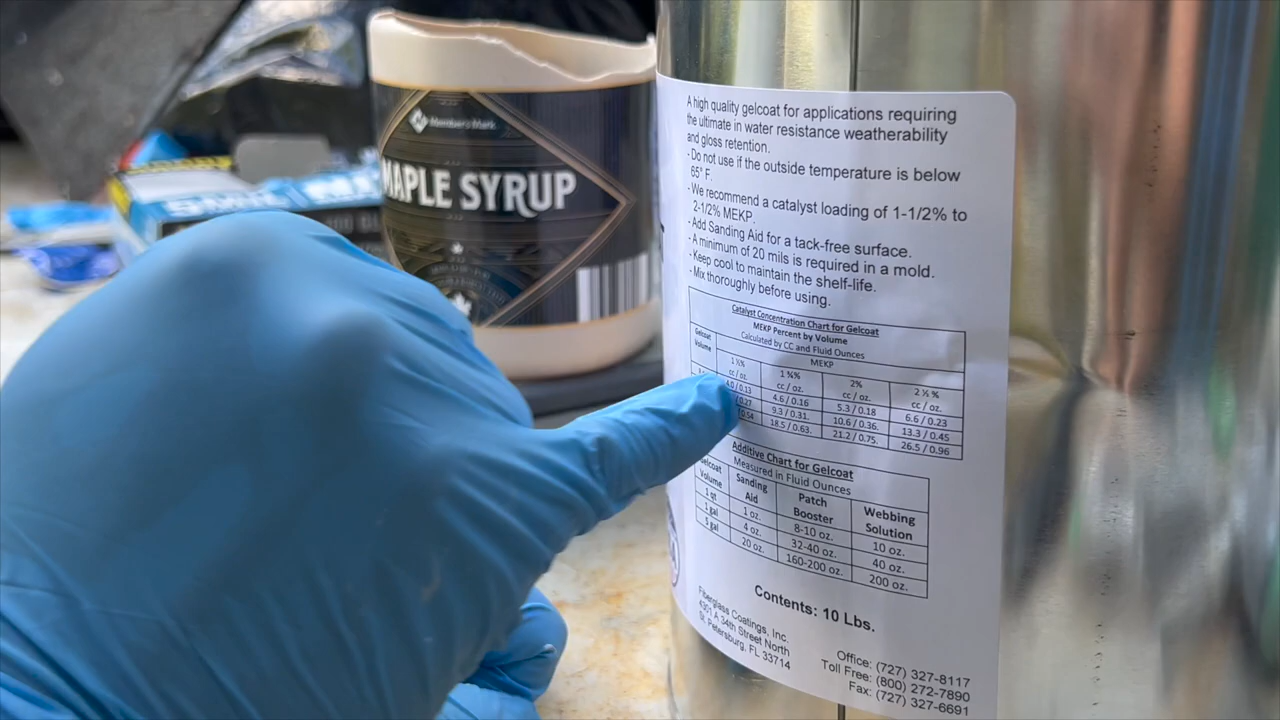 Member's Mark
MAPLE SYRUP
A high quality gelcoat for applications requiring
the ultimate in water resistance weatherability
and gloss retention.
- Do not use if the outside temperature is below
65° F.
- We recommend a catalyst loading of 1-1/2% to
2-1/2% MEKP.
- Add Sanding Aid for a tack-free surface.
- A minimum of 20 mils is required in a mold.
- Keep cool to maintain the shelf-life.
- Mix thoroughly before using.
Catalyst Concentration Chart for Gelcoat
MEKP Percent by Volume
Calculated by CC and Fluid Ounces
Gelcoat Volume
MEKP
1 ½% 1 ¾% 2% 2 ½ %
cc / oz. cc / oz. cc / oz. cc / oz.
4.0 / 0.13 4.6 / 0.16 5.3 / 0.18 6.6 / 0.23
/ 0.27 9.3 / 0.31. 10.6 / 0.36. 13.3 / 0.45
/ 0.54 18.5 / 0.63. 21.2 / 0.75. 26.5 / 0.96
Additive Chart for Gelcoat
Measured in Fluid Ounces
Gelcoat Volume Sanding Aid Patch Booster Webbing Solution
1 qt 1 oz. 8-10 oz. 10 oz.
1 gal 4 oz. 32-40 oz. 40 oz.
5 gal 20 oz. 160-200 oz. 200 oz.
Contents: 10 Lbs.
Fiberglass Coatings, Inc.
4301 A 34th Street North
St. Petersburg, FL 33714
Office: (727) 327-8117
Toll Free: (800) 272-7890
Fax: (727) 327-6691